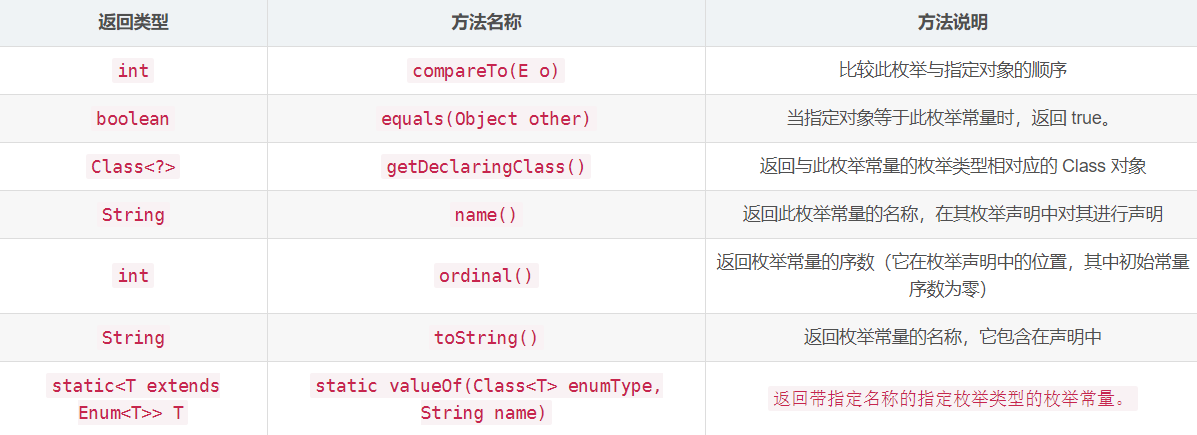 返回类型 方法名称 方法说明
int compareTo(E o) 比较此枚举与指定对象的顺序
boolean equals(Object other) 当指定对象等于此枚举常量时，返回 true。
Class<?> getDeclaringClass() 返回与此枚举常量的枚举类型相对应的 Class 对象
String name() 返回此枚举常量的名称，在其枚举声明中对其进行声明
int ordinal() 返回枚举常量的序数（它在枚举声明中的位置，其中初始常量
序数为零）
String toString() 返回枚举常量的名称，它包含在声明中
static<T extends
Enum<T>> T
static valueOf(Class<T> enumType,
String name)
返回带指定名称的指定枚举类型的枚举常量。